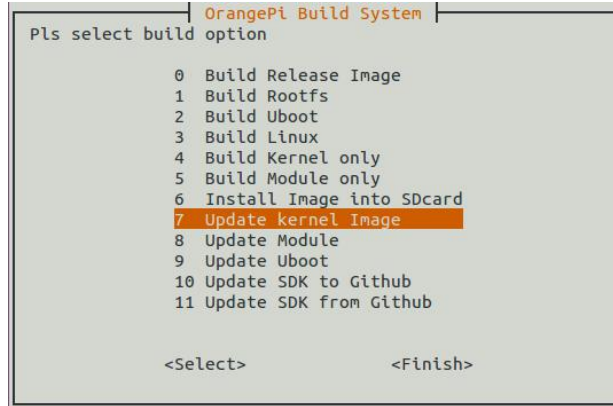 OrangePi Build System
Pls select build option
0 Build Release Image
1 Build Rootfs
2 Build Uboot
3 Build Linux
4 Build Kernel only
5 Build Module only
6 Install Image into SDcard
7 Update kernel Image
8 Update Module
9 Update Uboot
10 Update SDK to Github
11 Update SDK from Github
<Select> <Finish>